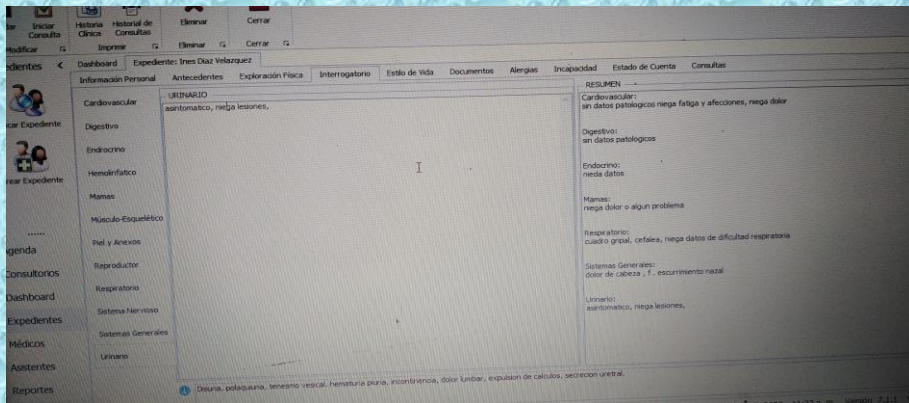 Iniciar
Consulta
Historia
Clínica
Historial de
Consultas
Eliminar
Cerrar
Modificar
Imprimir
Eliminar
Cerrar
Dashboard
Expediente: Ines Diaz Velazquez
Información Personal
Antecedentes
Exploración Física
Interrogatorio
Estilo de Vida
Documentos
Alergias
Incapacidad
Estado de Cuenta
Consultas
Expediente
Expediente
Dashboard
Expedientes
Médicos
Asistentes
Reportes
Cardiovascular
Digestivo
Endrocrino
Hemolinfatico
Mamas
Músculo-Esquelético
Piel y Anexos
Reproductor
Respiratorio
Sistema Nervioso
Sistemas Generales
Urinario
URINARIO
asintomatico, niega lesiones,
RESUMEN
Cardiovascular:
sin datos patologicos niega fatiga y afecciones, niega dolor
Digestivo:
sin datos patologicos
Endocrino:
nieda datos
Mamas:
niega dolor o algun problema
Respiratorio:
cuadro gripal, cefalea, niega datos de dificultad respiratoria
Sistemas Generales:
dolor de cabeza , f . escurrimiento nazal
Urinario:
asintomatico, niega lesiones,
Disuria, polaquiuria, tenesmo vesical, hematuria piuria, incontinencia, dolor lumbar, expulsion de calculos, secrecion uretral.